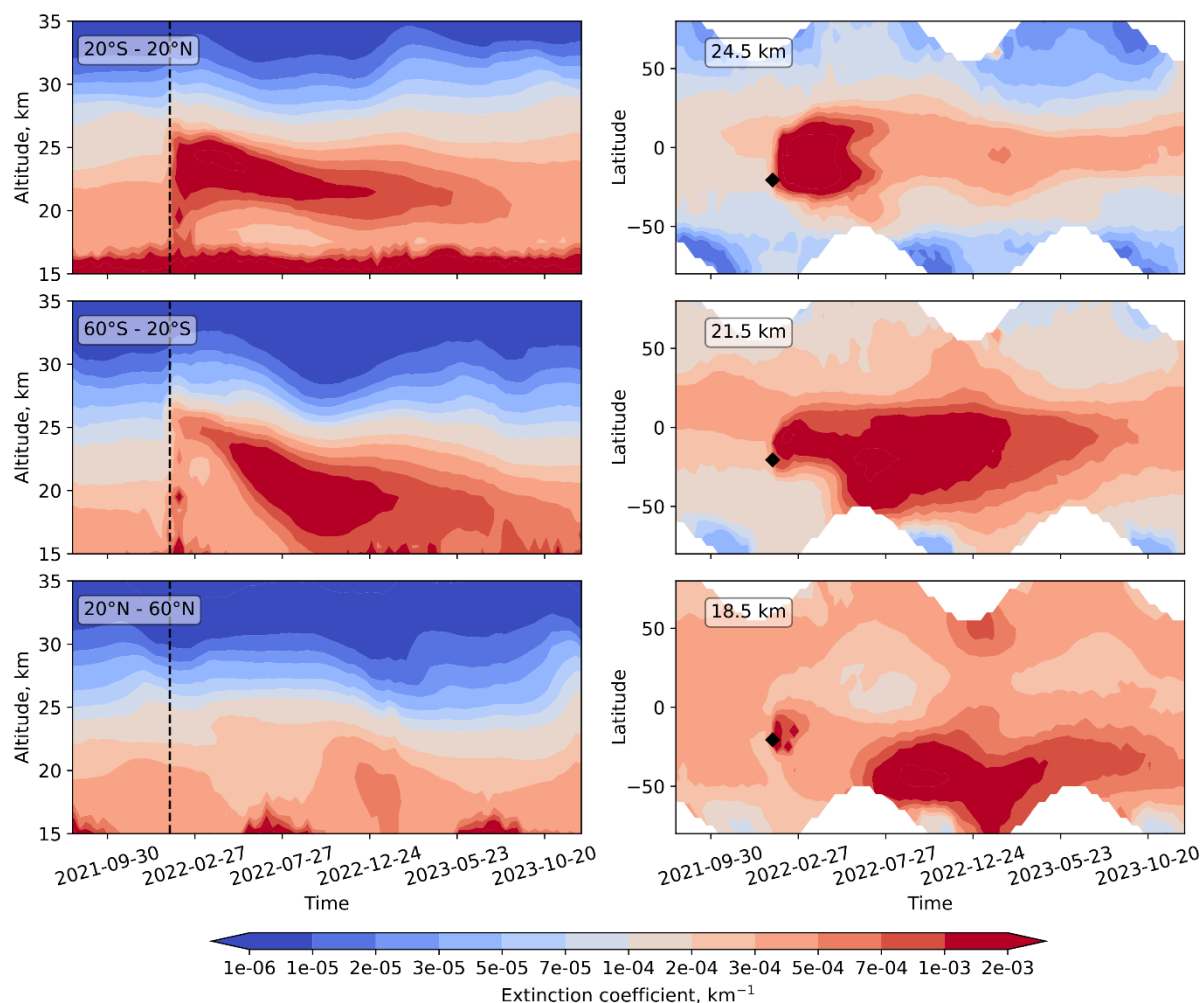 20°S - 20°N
Altitude, km
35
30
25
20
15
24.5 km
Latitude
50
0
−50
60°S - 20°S
Altitude, km
35
30
25
20
15
21.5 km
Latitude
50
0
−50
20°N - 60°N
Altitude, km
35
30
25
20
15
2021-09-30 2022-02-27 2022-07-27 2022-12-24 2023-05-23 2023-10-20
Time
18.5 km
Latitude
50
0
−50
2021-09-30 2022-02-27 2022-07-27 2022-12-24 2023-05-23 2023-10-20
Time
1e-06 1e-05 2e-05 3e-05 5e-05 7e-05 1e-04 2e-04 3e-04 5e-04 7e-04 1e-03 2e-03
Extinction coefficient, km⁻¹